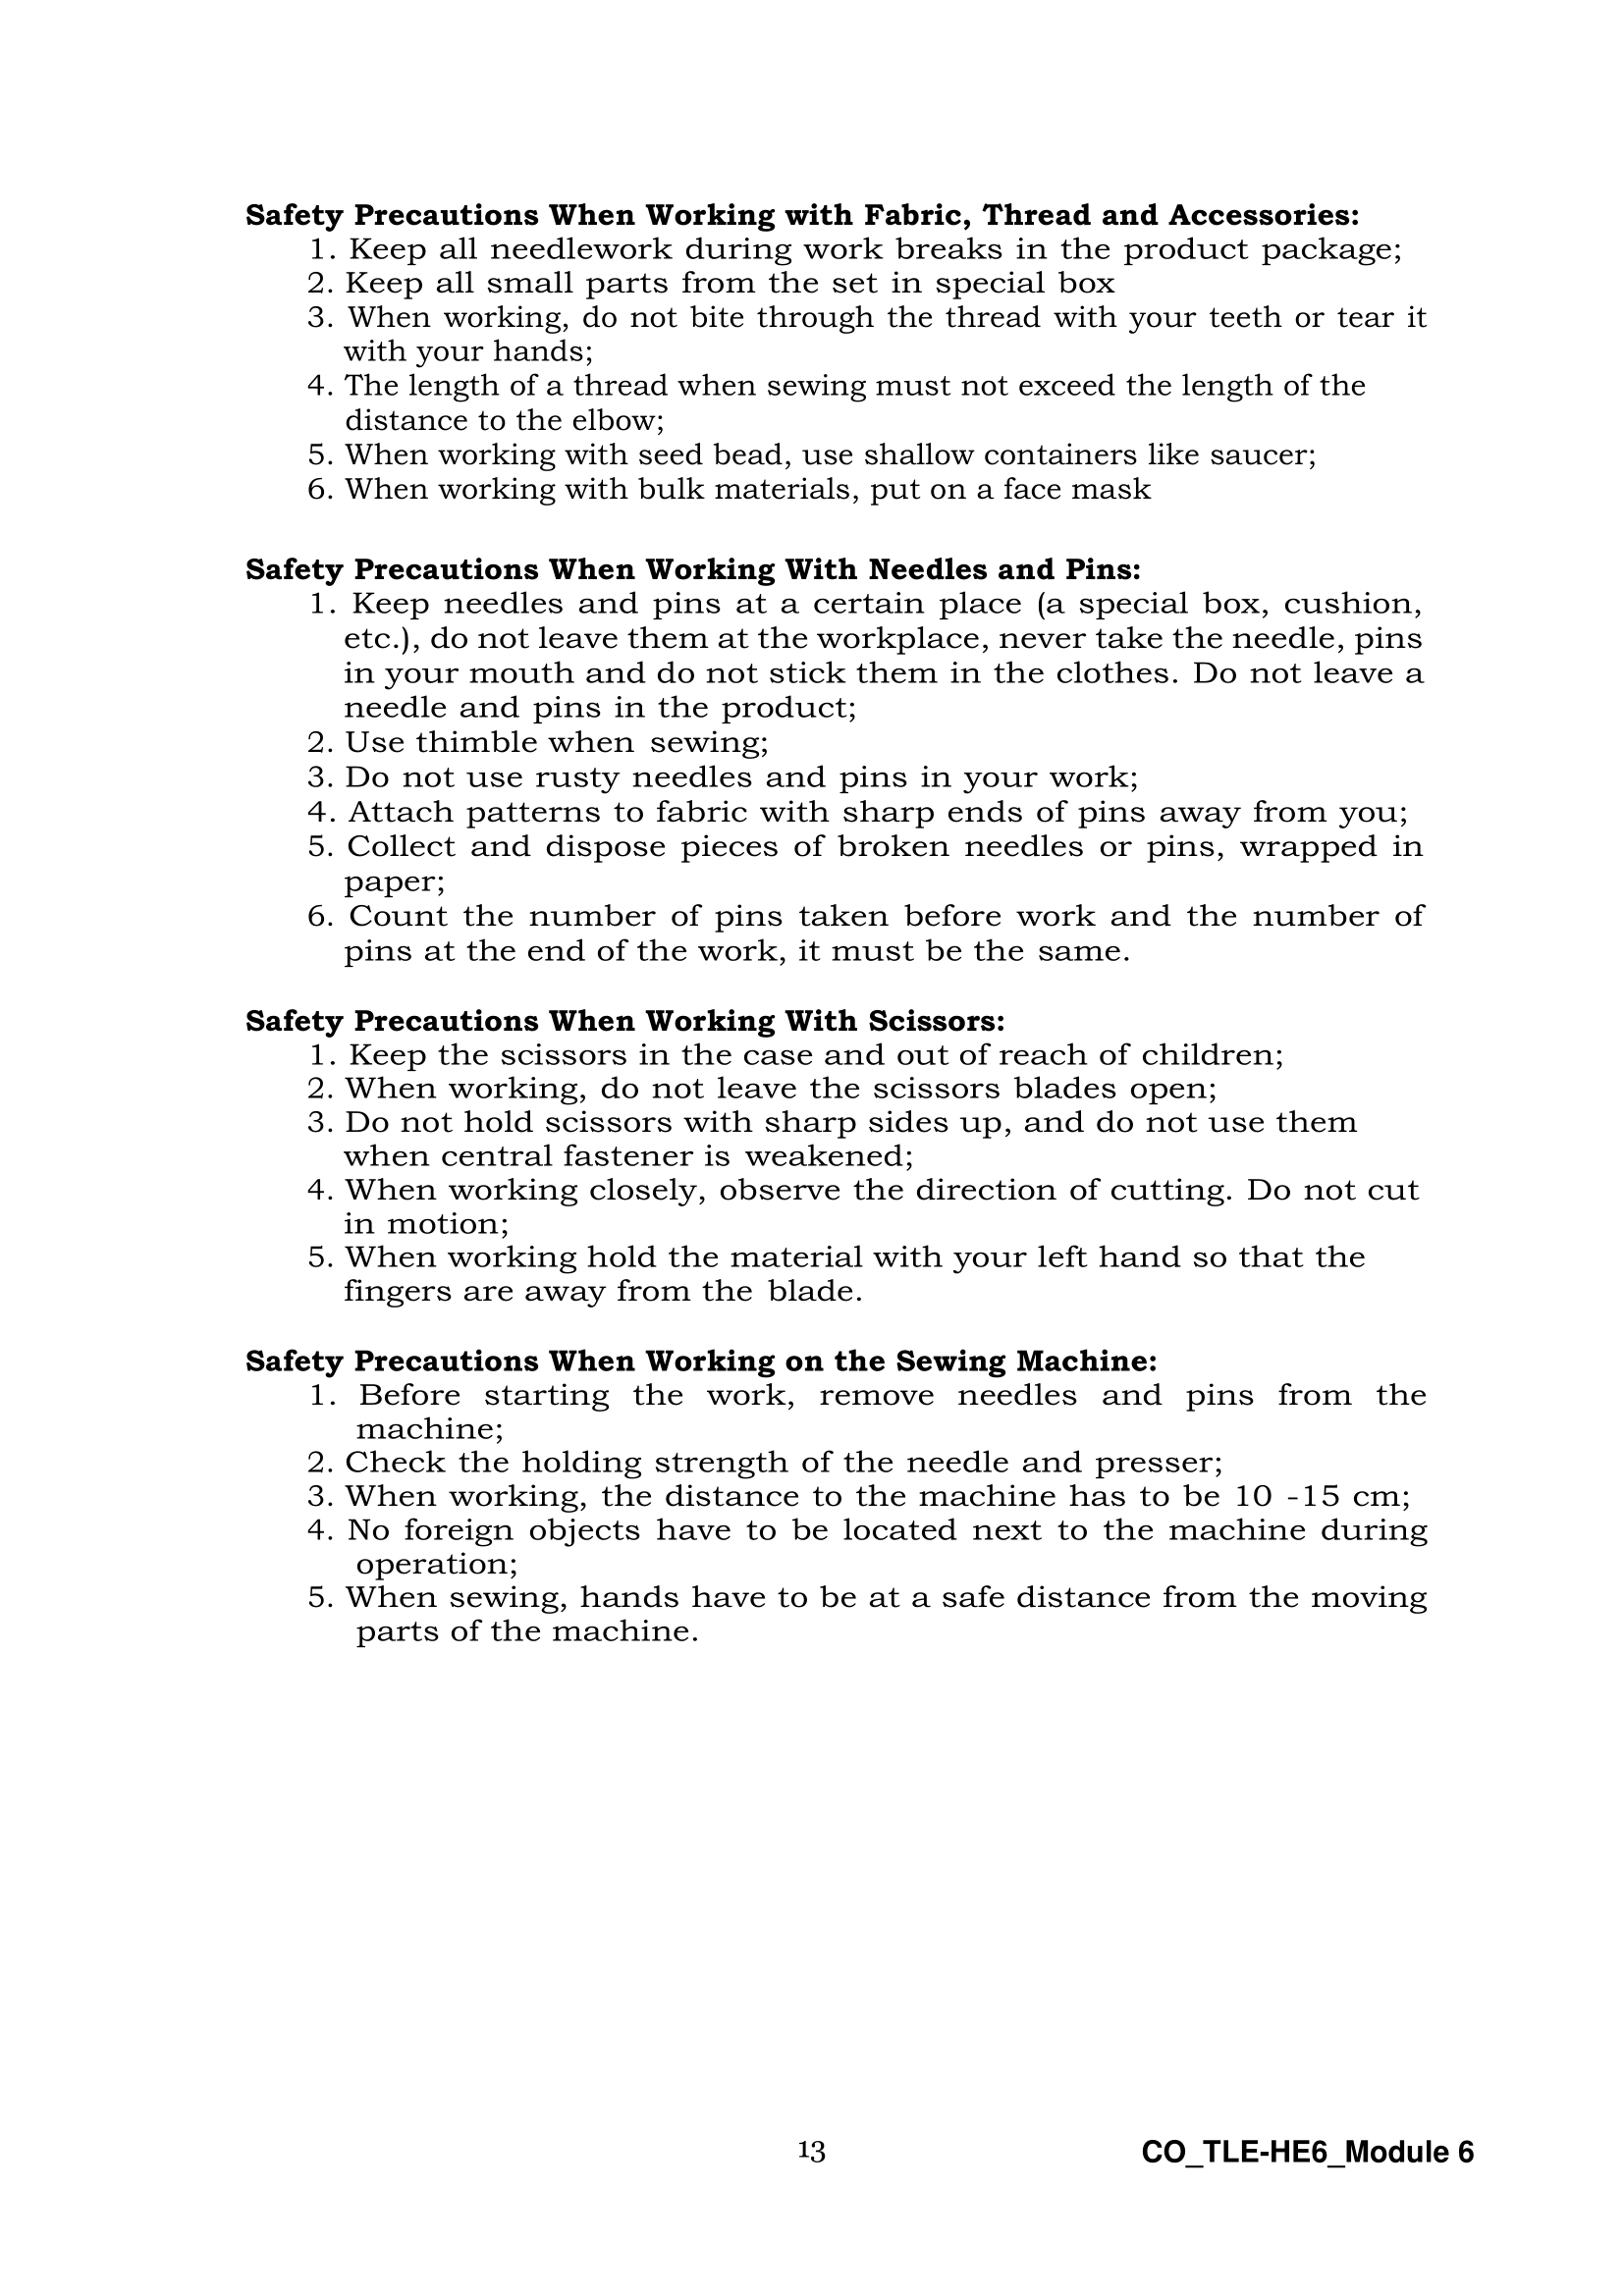 Safety Precautions When Working with Fabric, Thread and Accessories:
1. Keep all needlework during work breaks in the product package;
2. Keep all small parts from the set in special box
3. When working, do not bite through the thread with your teeth or tear it
with your hands;
4. The length of a thread when sewing must not exceed the length of the
distance to the elbow;
5. When working with seed bead, use shallow containers like saucer;
6. When working with bulk materials, put on a face mask
Safety Precautions When Working With Needles and Pins:
1. Keep needles and pins at a certain place (a special box, cushion,
etc.), do not leave them at the workplace, never take the needle, pins
in your mouth and do not stick them in the clothes. Do not leave a
needle and pins in the product;
2. Use thimble when sewing;
3. Do not use rusty needles and pins in your work;
4. Attach patterns to fabric with sharp ends of pins away from you;
5. Collect and dispose pieces of broken needles or pins, wrapped in
paper;
6. Count the number of pins taken before work and the number of
pins at the end of the work, it must be the same.
Safety Precautions When Working With Scissors:
1. Keep the scissors in the case and out of reach of children;
2. When working, do not leave the scissors blades open;
3. Do not hold scissors with sharp sides up, and do not use them
when central fastener is weakened;
4. When working closely, observe the direction of cutting. Do not cut
in motion;
5. When working hold the material with your left hand so that the
fingers are away from the blade.
Safety Precautions When Working on the Sewing Machine:
1. Before starting the work, remove needles and pins from the
machine;
2. Check the holding strength of the needle and presser;
3. When working, the distance to the machine has to be 10 -15 cm;
4. No foreign objects have to be located next to the machine during
operation;
5. When sewing, hands have to be at a safe distance from the moving
parts of the machine.
13 CO_TLE-HE6_Module 6